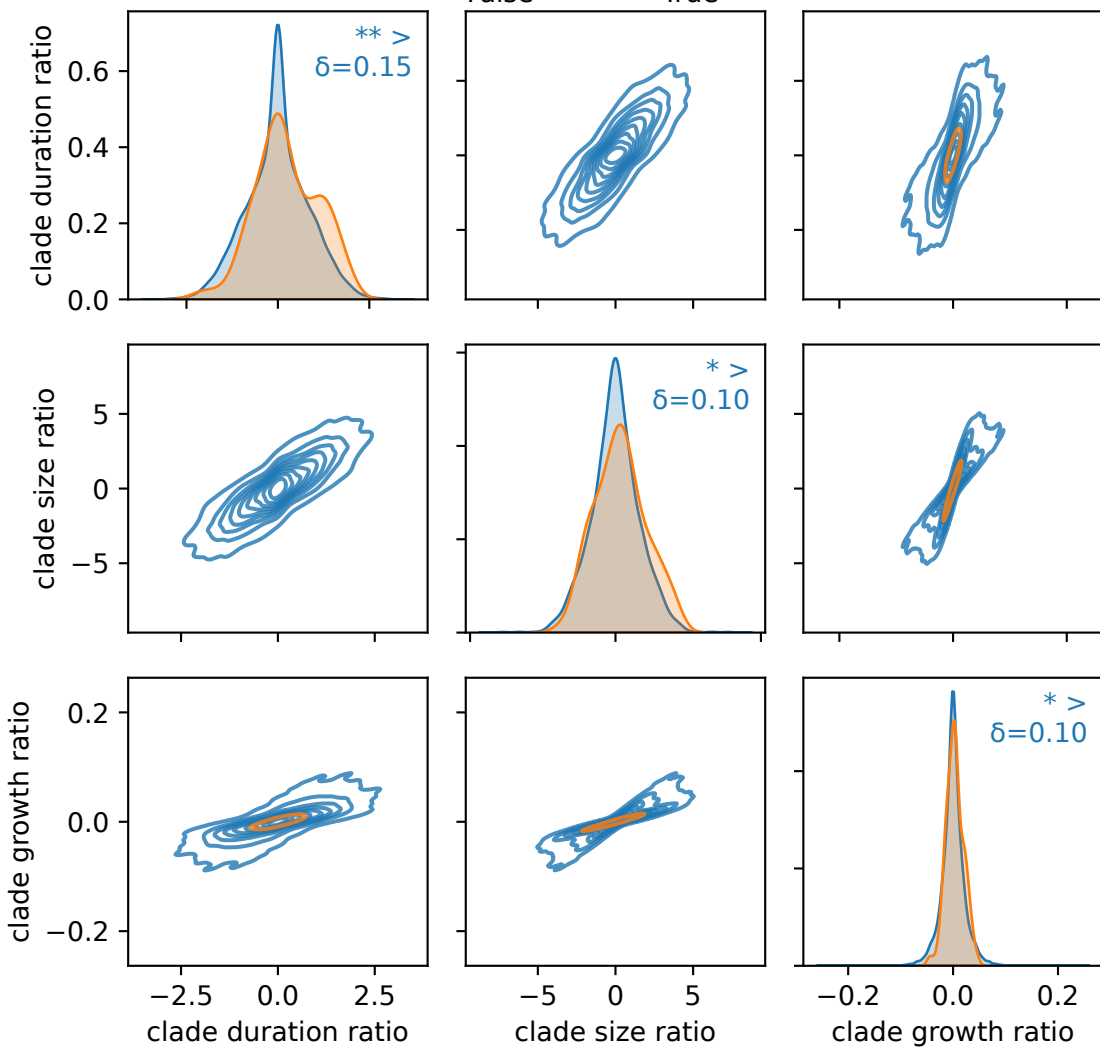 clade duration ratio
0.6
0.4
0.2
0.0
** >
δ=0.15
clade size ratio
5
0
−5
* >
δ=0.10
clade growth ratio
0.2
0.0
−0.2
* >
δ=0.10
−2.5 0.0 2.5
−5 0 5
−0.2 0.0 0.2
clade duration ratio
clade size ratio
clade growth ratio